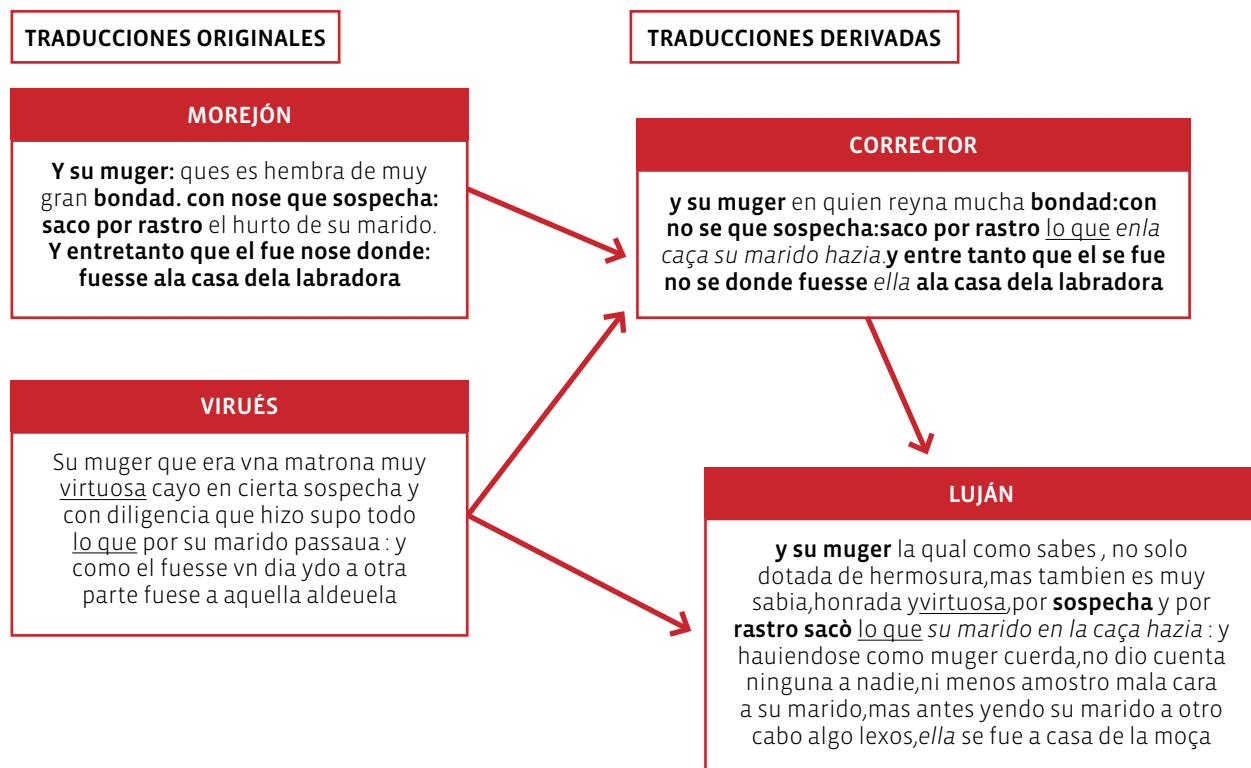 TRADUCCIONES ORIGINALES
TRADUCCIONES DERIVADAS
MOREJÓN
Y su muger: ques es hembra de muy
gran bondad. con nose que sospecha:
saco por rastro el hurto de su marido.
Y entretanto que el fue nose donde:
fuesse ala casa dela labradora
CORRECTOR
y su muger en quien reyna mucha bondad:con
no se que sospecha:saco por rastro lo que enla
caça su marido hazia.y entre tanto que el se fue
no se donde fuesse ella ala casa dela labradora
VIRUÉS
Su muger que era vna matrona muy
virtuosa cayo en cierta sospecha y
con diligencia que hizo supo todo
lo que por su marido passaua : y
como el fuesse vn dia ydo a otra
parte fuese a aquella aldeuela
LUJÁN
y su muger la qual como sabes , no solo
dotada de hermosura,mas tambien es muy
sabia,honrada yvirtuosa,por sospecha y por
rastro sacò lo que su marido en la caça hazia : y
hauiendose como muger cuerda,no dio cuenta
ninguna a nadie,ni menos amostro mala cara
a su marido,mas antes yendo su marido a otro
cabo algo lexos,ella se fue a casa de la moça